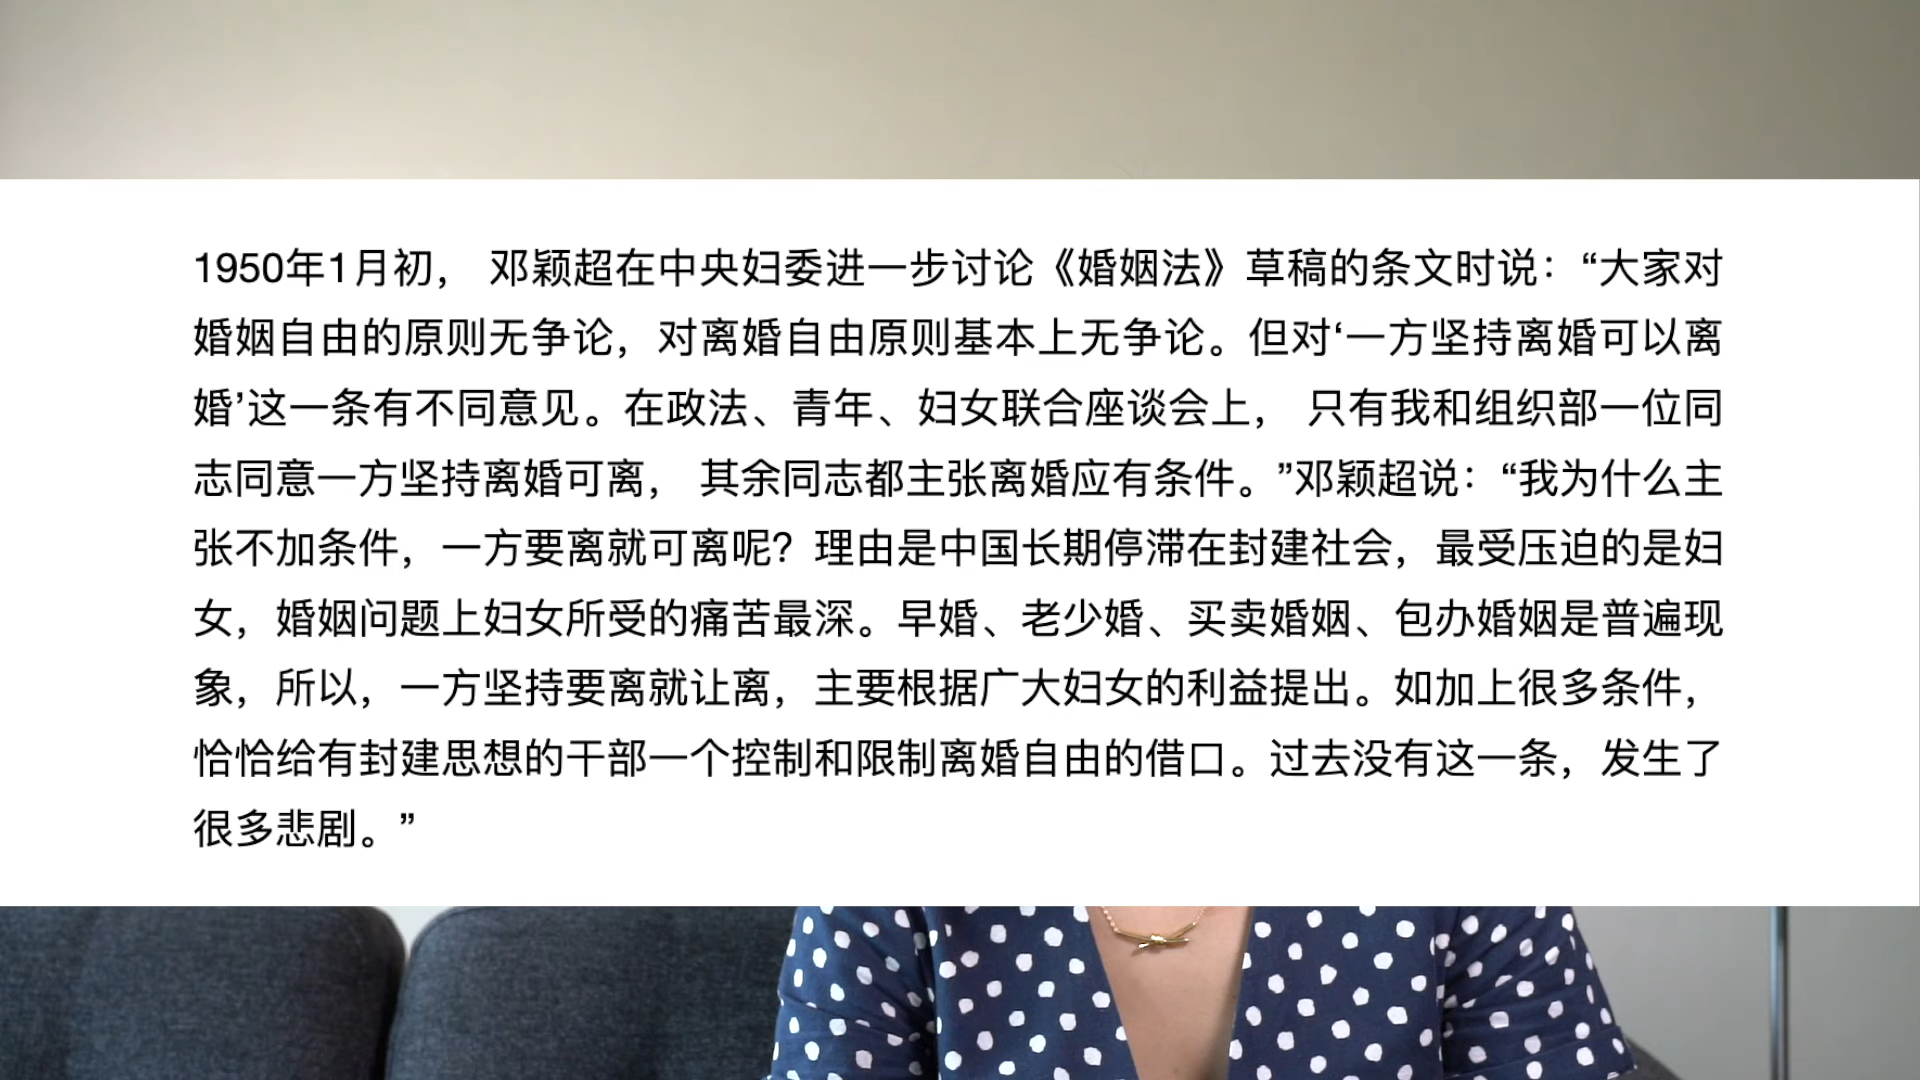 1950年1月初， 邓颖超在中央妇委进一步讨论《婚姻法》草稿的条文时说：“大家对
婚姻自由的原则无争论，对离婚自由原则基本上无争论。但对‘一方坚持离婚可以离
婚’这一条有不同意见。在政法、青年、妇女联合座谈会上， 只有我和组织部一位同
志同意一方坚持离婚可离， 其余同志都主张离婚应有条件。”邓颖超说：“我为什么主
张不加条件，一方要离就可离呢？理由是中国长期停滞在封建社会，最受压迫的是妇
女，婚姻问题上妇女所受的痛苦最深。早婚、老少婚、买卖婚姻、包办婚姻是普遍现
象，所以，一方坚持要离就让离，主要根据广大妇女的利益提出。如加上很多条件，
恰恰给有封建思想的干部一个控制和限制离婚自由的借口。过去没有这一条，发生了
很多悲剧。”